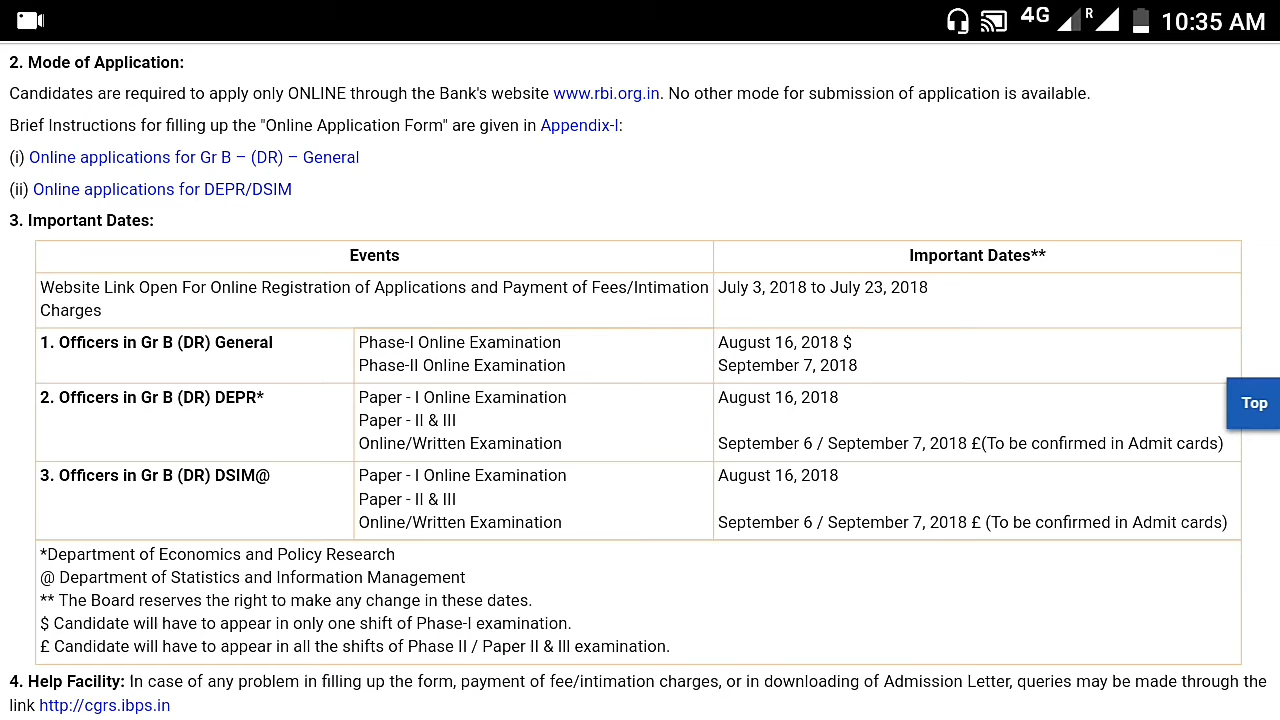 4G R 10:35 AM
2. Mode of Application:
Candidates are required to apply only ONLINE through the Bank's website www.rbi.org.in. No other mode for submission of application is available.
Brief Instructions for filling up the "Online Application Form" are given in Appendix-I:
(i) Online applications for Gr B – (DR) – General
(ii) Online applications for DEPR/DSIM
3. Important Dates:
Events Important Dates**
Website Link Open For Online Registration of Applications and Payment of Fees/Intimation July 3, 2018 to July 23, 2018
Charges
1. Officers in Gr B (DR) General Phase-I Online Examination August 16, 2018 $
Phase-II Online Examination September 7, 2018
2. Officers in Gr B (DR) DEPR* Paper - I Online Examination August 16, 2018
Top
Paper - II & III
Online/Written Examination September 6 / September 7, 2018 £(To be confirmed in Admit cards)
3. Officers in Gr B (DR) DSIM@ Paper - I Online Examination August 16, 2018
Paper - II & III
Online/Written Examination September 6 / September 7, 2018 £ (To be confirmed in Admit cards)
*Department of Economics and Policy Research
@ Department of Statistics and Information Management
** The Board reserves the right to make any change in these dates.
$ Candidate will have to appear in only one shift of Phase-I examination.
£ Candidate will have to appear in all the shifts of Phase II / Paper II & III examination.
4. Help Facility: In case of any problem in filling up the form, payment of fee/intimation charges, or in downloading of Admission Letter, queries may be made through the
link http://cgrs.ibps.in